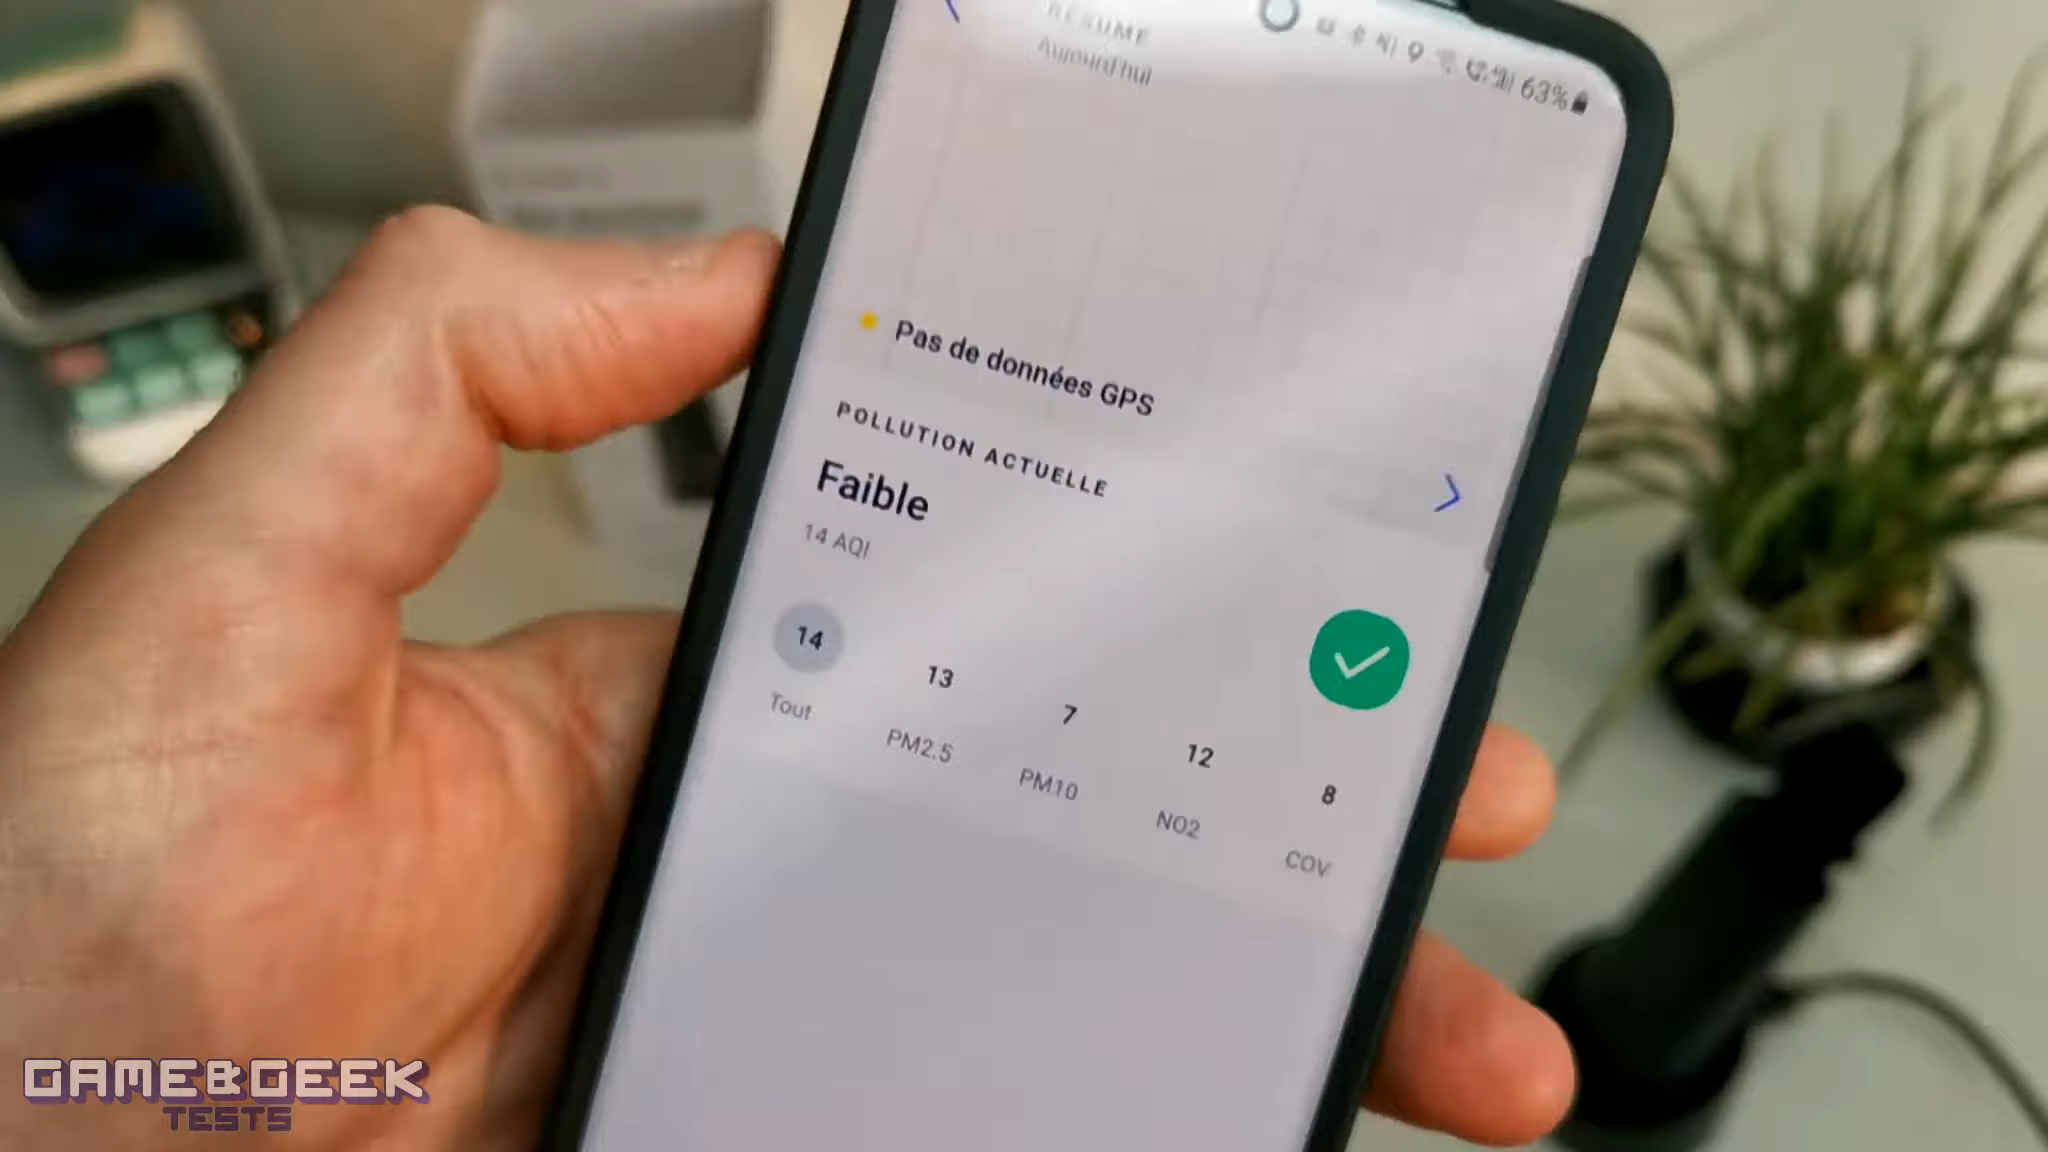 RÉSUMÉ
Aujourd'hui
63%
Pas de données GPS
POLLUTION ACTUELLE
Faible
14 AQI
14
13
7
12
8
Tout
PM2.5
PM10
NO2
COV
GAME&GEEK
TESTS